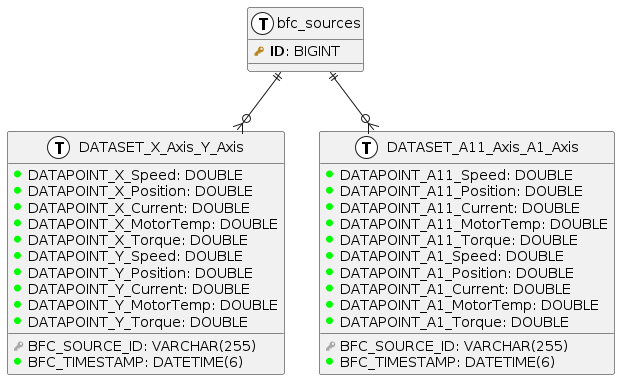 T bfc_sources
ID: BIGINT
T DATASET_X_Axis_Y_Axis
DATAPOINT_X_Speed: DOUBLE
DATAPOINT_X_Position: DOUBLE
DATAPOINT_X_Current: DOUBLE
DATAPOINT_X_MotorTemp: DOUBLE
DATAPOINT_X_Torque: DOUBLE
DATAPOINT_Y_Speed: DOUBLE
DATAPOINT_Y_Position: DOUBLE
DATAPOINT_Y_Current: DOUBLE
DATAPOINT_Y_MotorTemp: DOUBLE
DATAPOINT_Y_Torque: DOUBLE
BFC_SOURCE_ID: VARCHAR(255)
BFC_TIMESTAMP: DATETIME(6)
T DATASET_A11_Axis_A1_Axis
DATAPOINT_A11_Speed: DOUBLE
DATAPOINT_A11_Position: DOUBLE
DATAPOINT_A11_Current: DOUBLE
DATAPOINT_A11_MotorTemp: DOUBLE
DATAPOINT_A11_Torque: DOUBLE
DATAPOINT_A1_Speed: DOUBLE
DATAPOINT_A1_Position: DOUBLE
DATAPOINT_A1_Current: DOUBLE
DATAPOINT_A1_MotorTemp: DOUBLE
DATAPOINT_A1_Torque: DOUBLE
BFC_SOURCE_ID: VARCHAR(255)
BFC_TIMESTAMP: DATETIME(6)